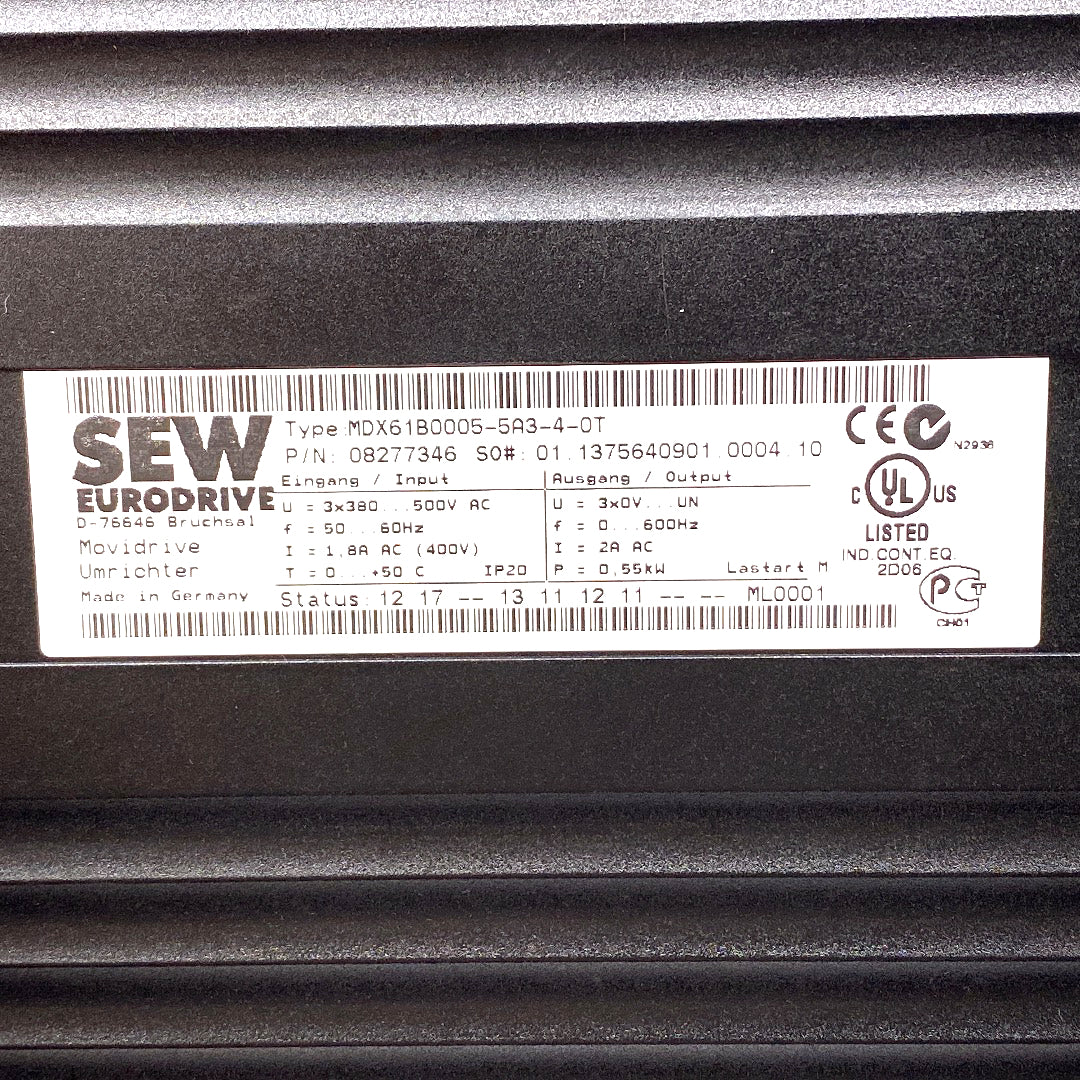 SEW
EURODRIVE
D-76646 Bruchsal
Movidrive
Umrichter
Made in Germany
Type:MDX61B0005-5A3-4-0T
P/N: 08277346 SO#: 01.1375640901.0004.10
Eingang / Input
U = 3x380...500V AC
f = 50...60Hz
I = 1,8A AC (400V)
T = 0...+50 C IP20
Ausgang / Output
U = 3x0V...UN
f = 0...600Hz
I = 2A AC
P = 0,55kW Lastart M
Status: 12 17 -- 13 11 12 11 -- -- ML0001
CE
N2936
C UL US
LISTED
IND.CONT.EQ.
2D06
PCT
CH01